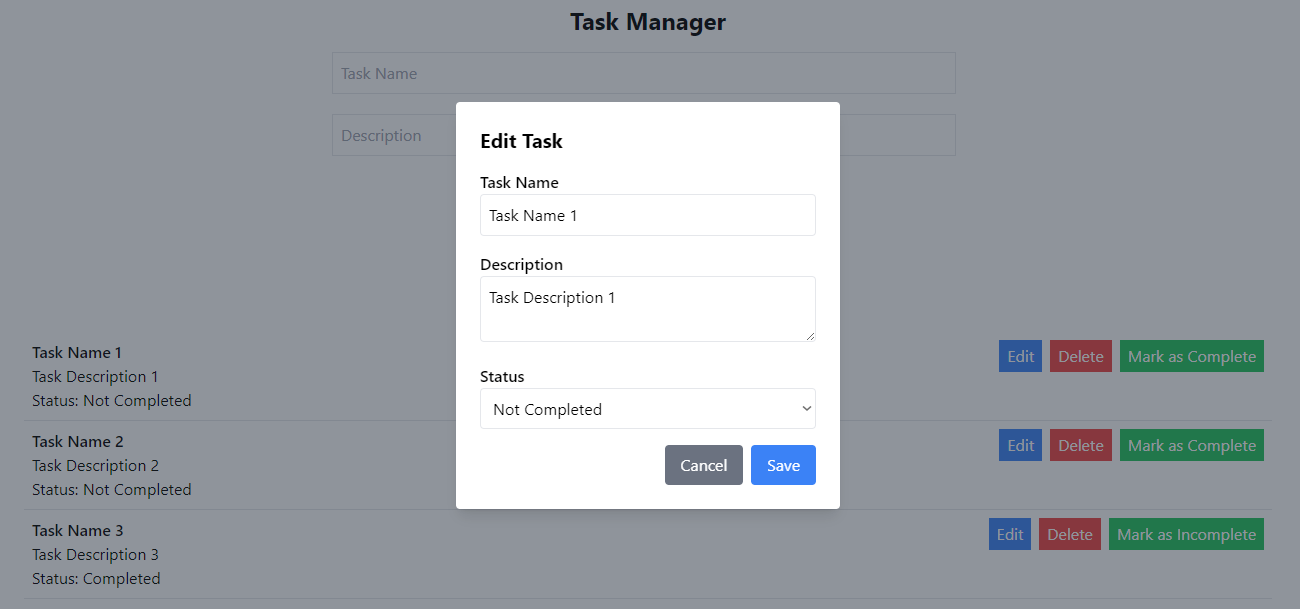 Task Manager
Task Name
Description
Edit Task
Task Name
Task Name 1
Description
Task Description 1
Status
Not Completed
Cancel Save
Task Name 1
Task Description 1
Status: Not Completed
Edit Delete Mark as Complete
Task Name 2
Task Description 2
Status: Not Completed
Edit Delete Mark as Complete
Task Name 3
Task Description 3
Status: Completed
Edit Delete Mark as Incomplete